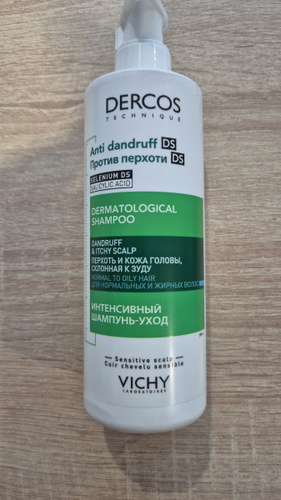 DERCOS
TECHNIQUE
Anti dandruff DS
Против перхоти DS
SELENIUM DS
SALICYLIC ACID
DERMATOLOGICAL
SHAMPOO
DANDRUFF
& ITCHY SCALP
ПЕРХОТЬ И КОЖА ГОЛОВЫ,
СКЛОННАЯ К ЗУДУ
NORMAL TO OILY HAIR
ДЛЯ НОРМАЛЬНЫХ И ЖИРНЫХ ВОЛОС
ИНТЕНСИВНЫЙ
ШАМПУНЬ-УХОД
Sensitive scalp
Cuir chevelu sensible
VICHY
LABORATOIRES